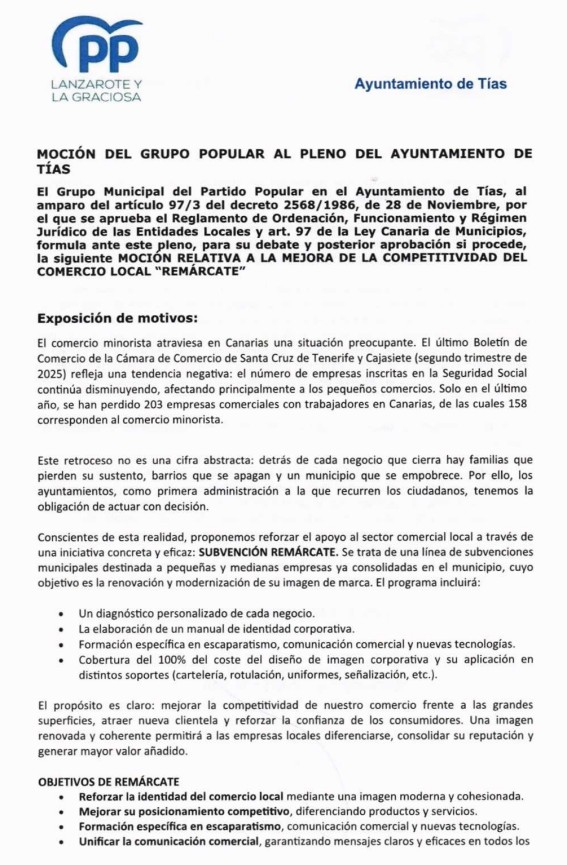 PP
LANZAROTE Y
LA GRACIOSA
Ayuntamiento de Tías
MOCIÓN DEL GRUPO POPULAR AL PLENO DEL AYUNTAMIENTO DE
TÍAS
El Grupo Municipal del Partido Popular en el Ayuntamiento de Tías, al
amparo del artículo 97/3 del decreto 2568/1986, de 28 de Noviembre, por
el que se aprueba el Reglamento de Ordenación, Funcionamiento y Régimen
Jurídico de las Entidades Locales y art. 97 de la Ley Canaria de Municipios,
formula ante este pleno, para su debate y posterior aprobación si procede,
la siguiente MOCIÓN RELATIVA A LA MEJORA DE LA COMPETITIVIDAD DEL
COMERCIO LOCAL “REMÁRCATE”
Exposición de motivos:
El comercio minorista atraviesa en Canarias una situación preocupante. El último Boletín de
Comercio de la Cámara de Comercio de Santa Cruz de Tenerife y Cajasiete (segundo trimestre de
2025) refleja una tendencia negativa: el número de empresas inscritas en la Seguridad Social
continúa disminuyendo, afectando principalmente a los pequeños comercios. Solo en el último
año, se han perdido 203 empresas comerciales con trabajadores en Canarias, de las cuales 158
corresponden al comercio minorista.
Este retroceso no es una cifra abstracta: detrás de cada negocio que cierra hay familias que
pierden su sustento, barrios que se apagan y un municipio que se empobrece. Por ello, los
ayuntamientos, como primera administración a la que recurren los ciudadanos, tenemos la
obligación de actuar con decisión.
Conscientes de esta realidad, proponemos reforzar el apoyo al sector comercial local a través de
una iniciativa concreta y eficaz: SUBVENCIÓN REMÁRCATE. Se trata de una línea de subvenciones
municipales destinada a pequeñas y medianas empresas ya consolidadas en el municipio, cuyo
objetivo es la renovación y modernización de su imagen de marca. El programa incluirá:
• Un diagnóstico personalizado de cada negocio.
• La elaboración de un manual de identidad corporativa.
• Formación específica en escaparatismo, comunicación comercial y nuevas tecnologías.
• Cobertura del 100% del coste del diseño de imagen corporativa y su aplicación en
distintos soportes (cartelería, rotulación, uniformes, señalización, etc.).
El propósito es claro: mejorar la competitividad de nuestro comercio frente a las grandes
superficies, atraer nueva clientela y reforzar la confianza de los consumidores. Una imagen
renovada y coherente permitirá a las empresas locales diferenciarse, consolidar su reputación y
generar mayor valor añadido.
OBJETIVOS DE REMÁRCATE
• Reforzar la identidad del comercio local mediante una imagen moderna y cohesionada.
• Mejorar su posicionamiento competitivo, diferenciando productos y servicios.
• Formación específica en escaparatismo, comunicación comercial y nuevas tecnologías.
• Unificar la comunicación comercial, garantizando mensajes claros y eficaces en todos los